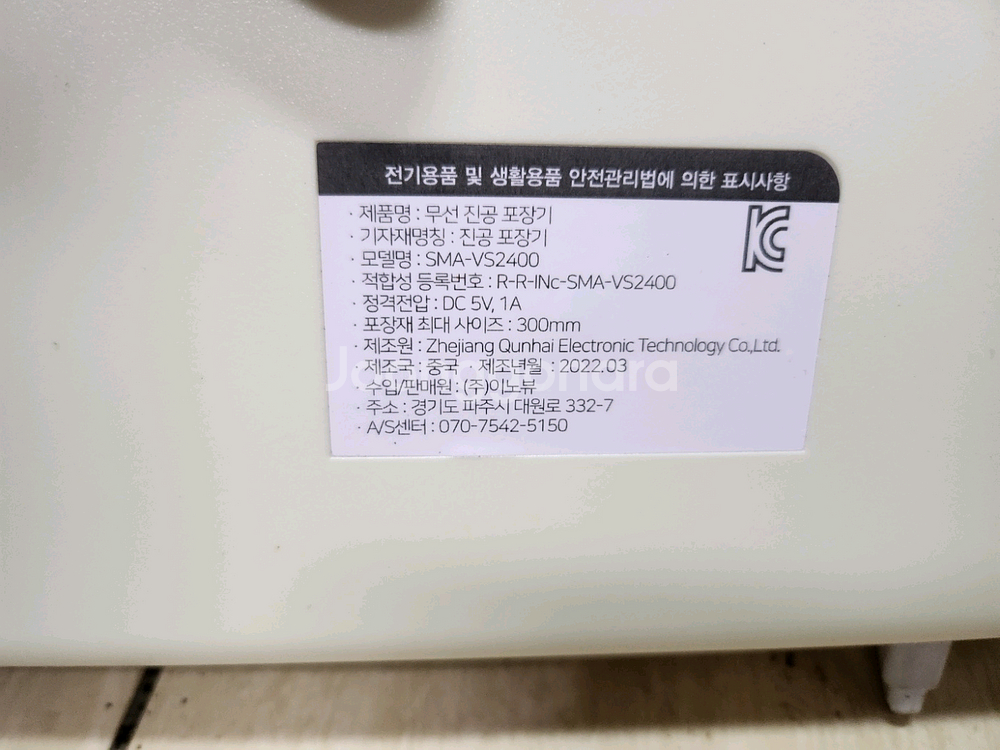 전기용품 및 생활용품 안전관리법에 의한 표시사항
· 제품명 : 무선 진공 포장기
· 기자재명칭 : 진공 포장기
· 모델명 : SMA-VS2400
· 적합성 등록번호 : R-R-INc-SMA-VS2400
· 정격전압 : DC 5V, 1A
· 포장재 최대 사이즈 : 300mm
· 제조원 : Zhejiang Qunhai Electronic Technology Co.,Ltd.
· 제조국 : 중국 · 제조년월 : 2022.03
· 수입/판매원 : (주)이노뷰
· 주소 : 경기도 파주시 대원로 332-7
· A/S센터 : 070-7542-5150
KC
Joonggonara